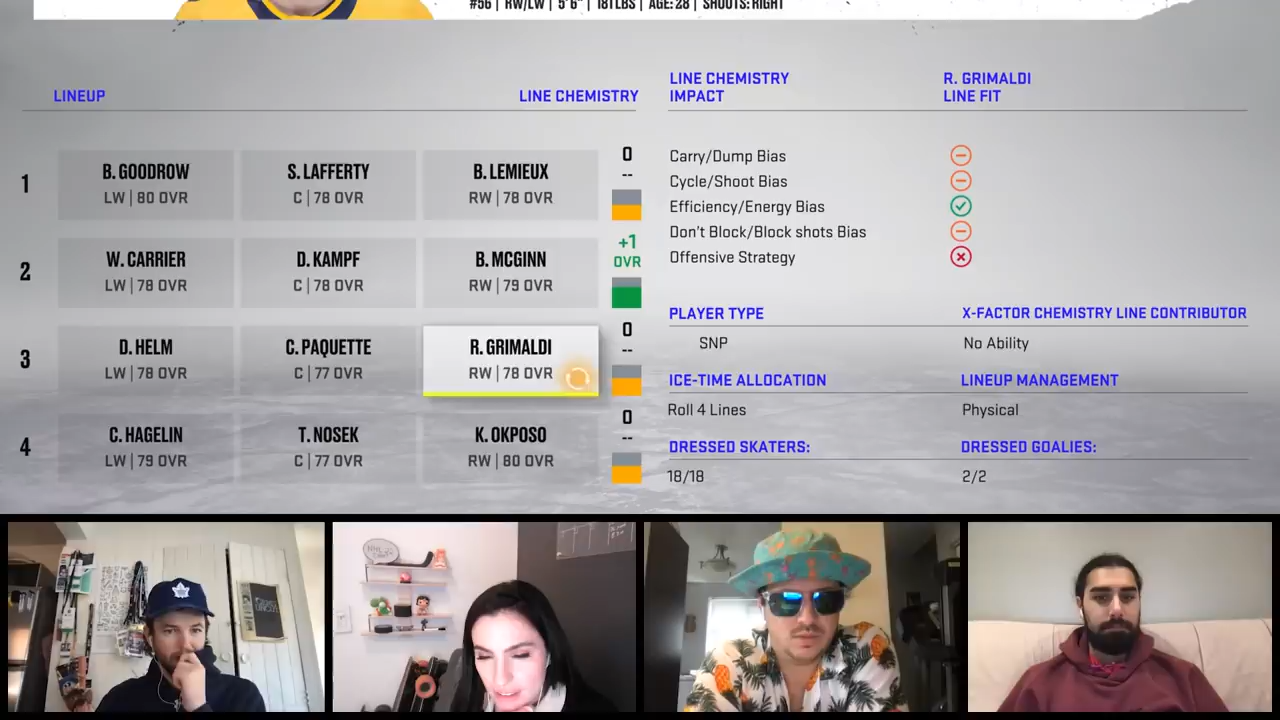 #56 | RW/LW | 5'6" | 181 LBS | AGE: 28 | SHOOTS: RIGHT
LINEUP
LINE CHEMISTRY
1
B. GOODROW
LW | 80 OVR
S. LAFFERTY
C | 78 OVR
B. LEMIEUX
RW | 78 OVR
0
--
2
W. CARRIER
LW | 78 OVR
D. KAMPF
C | 78 OVR
B. MCGINN
RW | 79 OVR
+1
OVR
3
D. HELM
LW | 78 OVR
C. PAQUETTE
C | 77 OVR
R. GRIMALDI
RW | 78 OVR
0
--
4
C. HAGELIN
LW | 79 OVR
T. NOSEK
C | 77 OVR
K. OKPOSO
RW | 80 OVR
0
--
LINE CHEMISTRY
IMPACT
R. GRIMALDI
LINE FIT
Carry/Dump Bias
Cycle/Shoot Bias
Efficiency/Energy Bias
Don't Block/Block shots Bias
Offensive Strategy
PLAYER TYPE
X-FACTOR CHEMISTRY LINE CONTRIBUTOR
SNP
No Ability
ICE-TIME ALLOCATION
LINEUP MANAGEMENT
Roll 4 Lines
Physical
DRESSED SKATERS:
DRESSED GOALIES:
18/18
2/2